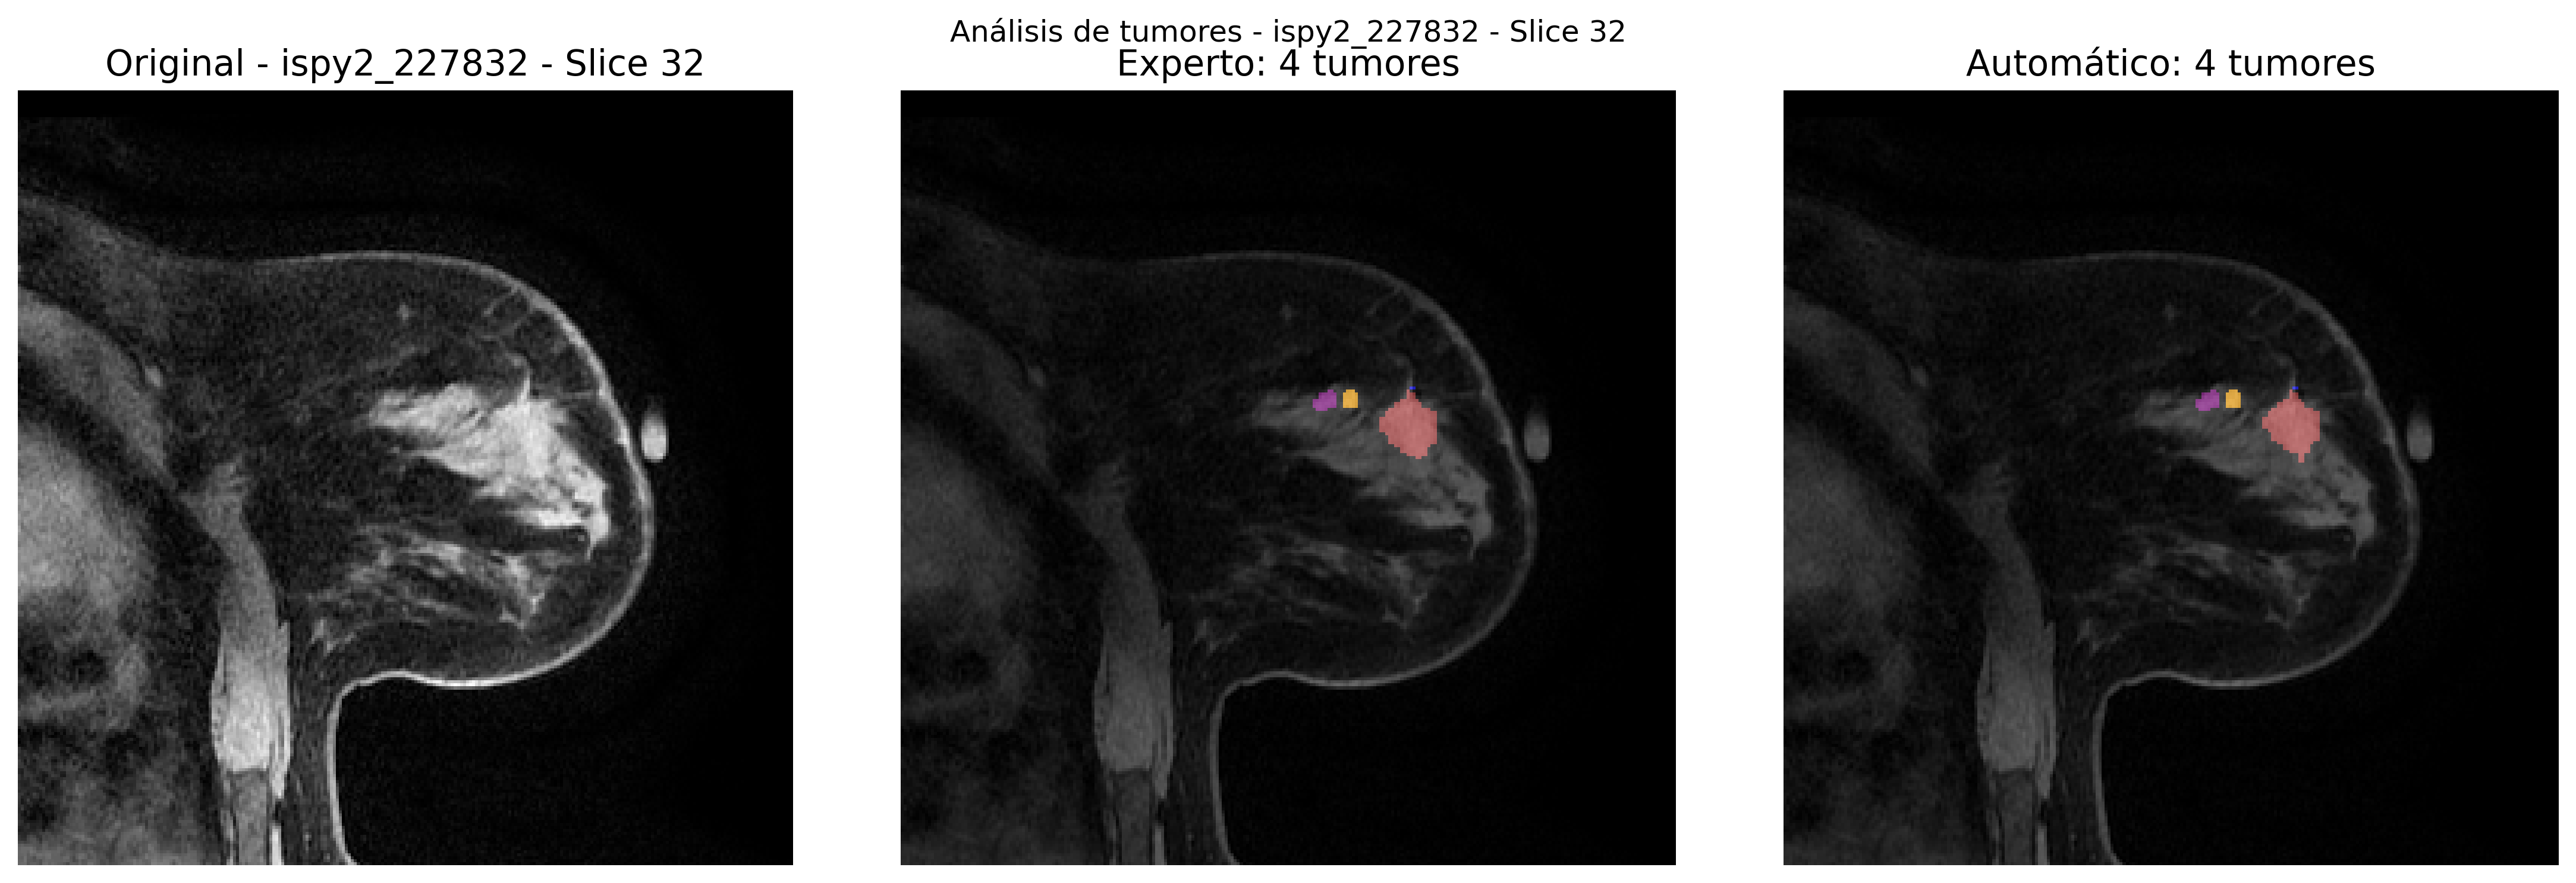 Análisis de tumores - ispy2_227832 - Slice 32
Original - ispy2_227832 - Slice 32
Experto: 4 tumores
Automático: 4 tumores